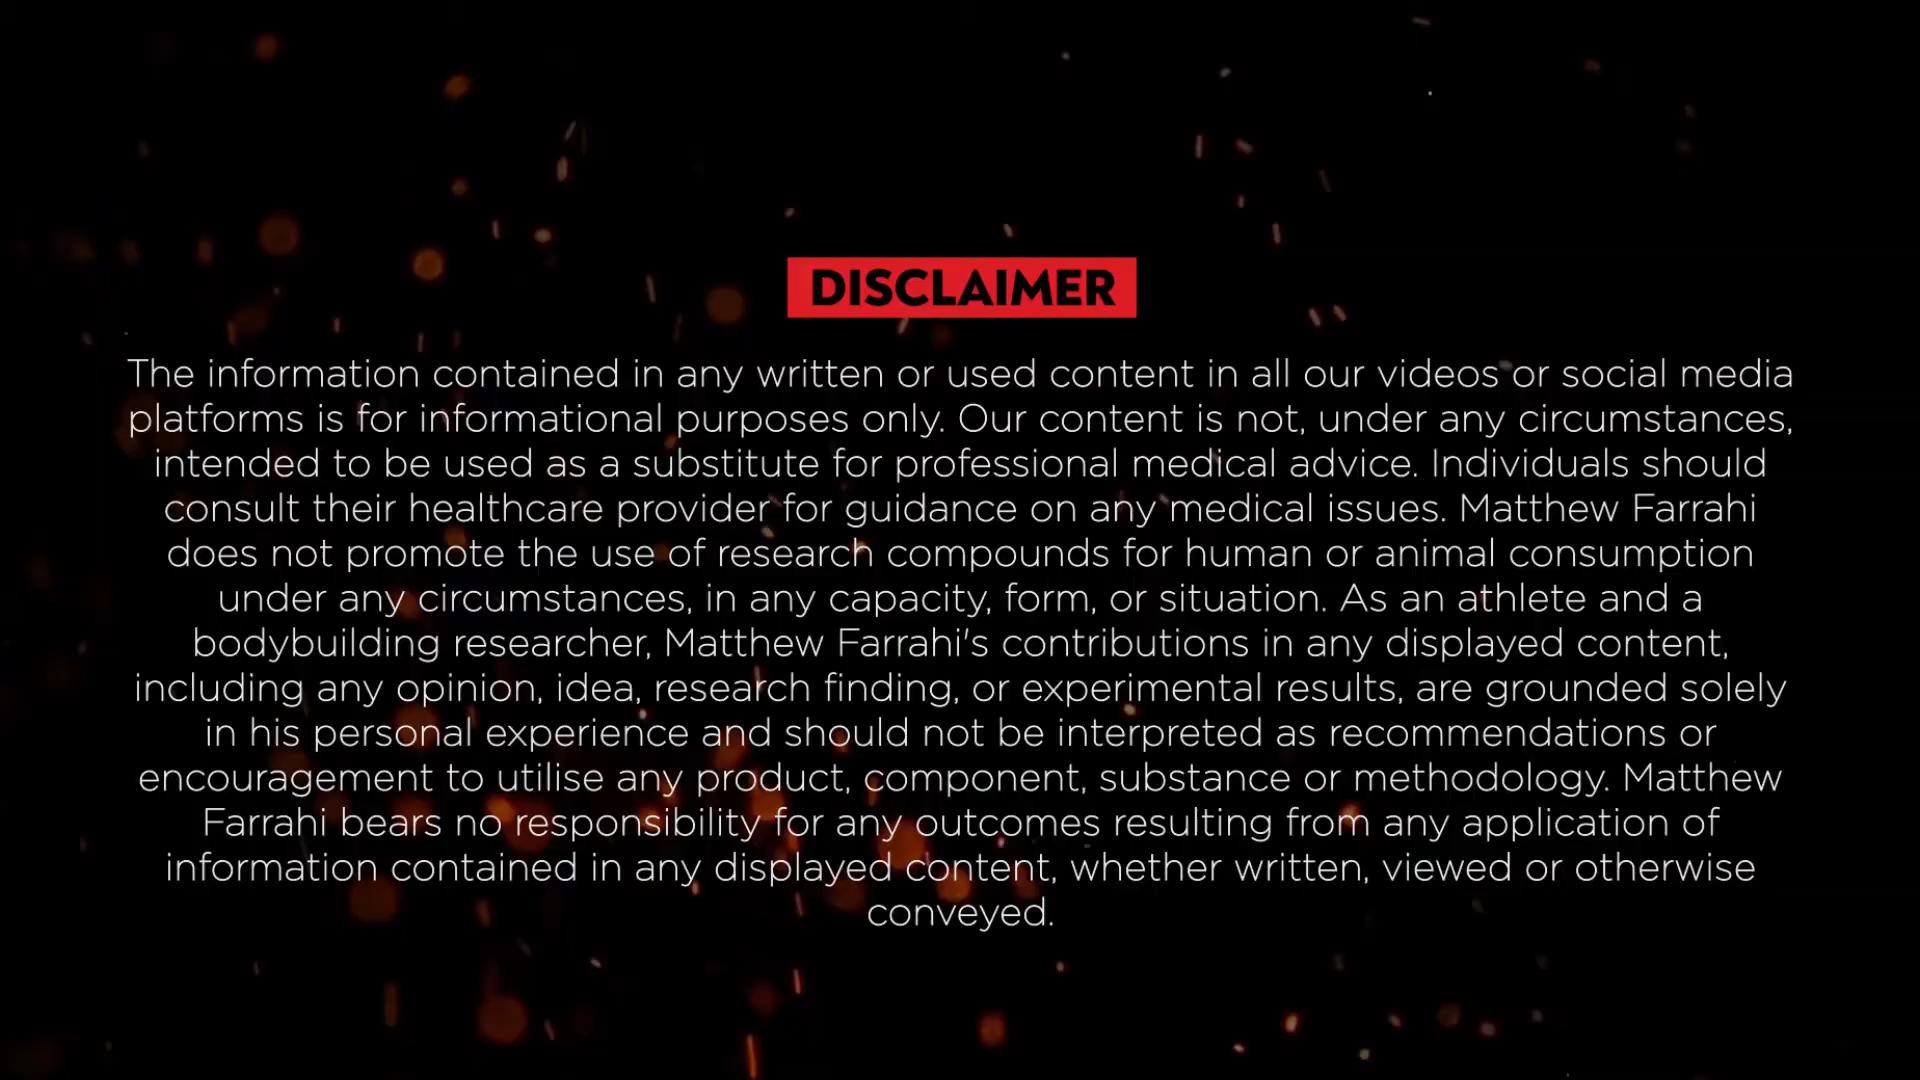 DISCLAIMER
The information contained in any written or used content in all our videos or social media
platforms is for informational purposes only. Our content is not, under any circumstances,
intended to be used as a substitute for professional medical advice. Individuals should
consult their healthcare provider for guidance on any medical issues. Matthew Farrahi
does not promote the use of research compounds for human or animal consumption
under any circumstances, in any capacity, form, or situation. As an athlete and a
bodybuilding researcher, Matthew Farrahi's contributions in any displayed content,
including any opinion, idea, research finding, or experimental results, are grounded solely
in his personal experience and should not be interpreted as recommendations or
encouragement to utilise any product, component, substance or methodology. Matthew
Farrahi bears no responsibility for any outcomes resulting from any application of
information contained in any displayed content, whether written, viewed or otherwise
conveyed.